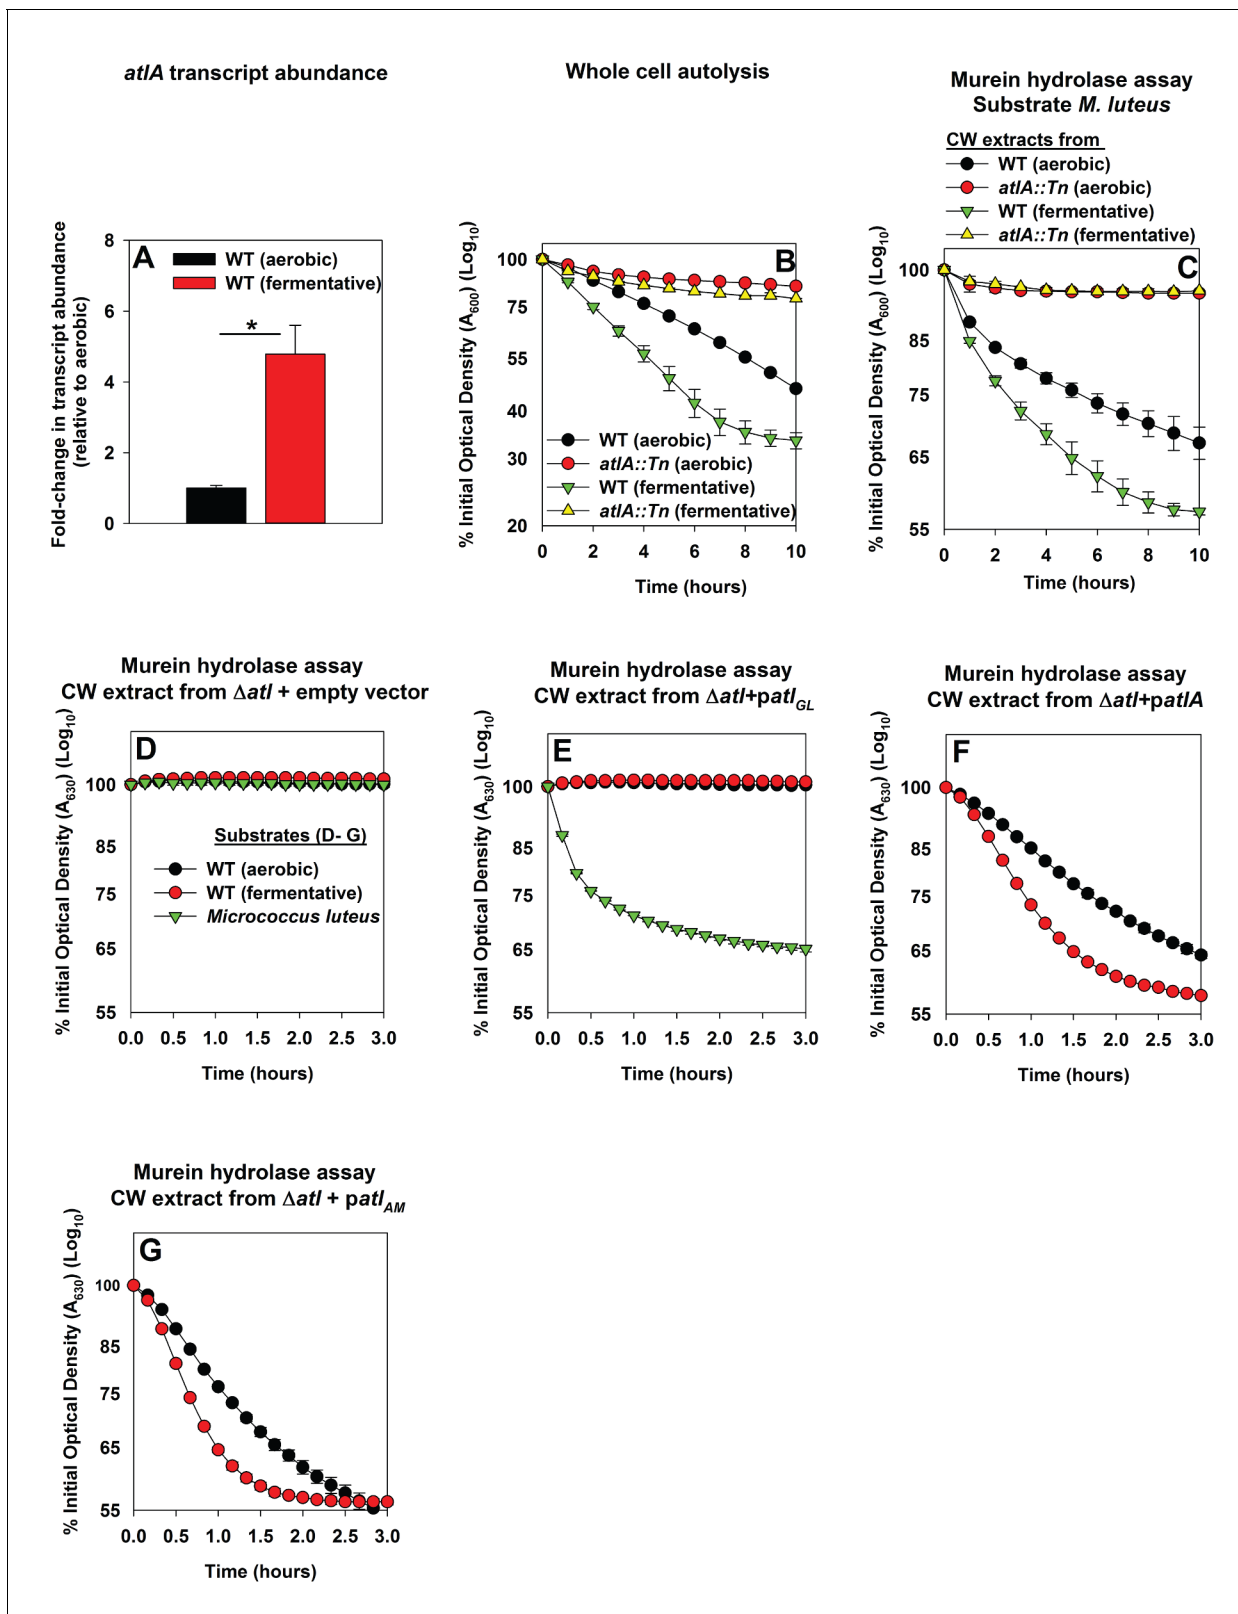 atlA transcript abundance
Whole cell autolysis
Murein hydrolase assay
Substrate M. luteus
CW extracts from
WT (aerobic)
atlA::Tn (aerobic)
WT (fermentative)
atlA::Tn (fermentative)
A
WT (aerobic)
WT (fermentative)
*
8
6
4
2
0
Fold-change in transcript abundance
(relative to aerobic)
B
100
75
55
40
30
20
% Initial Optical Density (A600) (Log10)
WT (aerobic)
atlA::Tn (aerobic)
WT (fermentative)
atlA::Tn (fermentative)
0 2 4 6 8 10
Time (hours)
C
100
85
75
65
55
% Initial Optical Density (A600) (Log10)
0 2 4 6 8 10
Time (hours)
Murein hydrolase assay
CW extract from Δatl + empty vector
D
100
85
75
65
55
% Initial Optical Density (A630) (Log10)
Substrates (D- G)
WT (aerobic)
WT (fermentative)
Micrococcus luteus
0.0 0.5 1.0 1.5 2.0 2.5 3.0
Time (hours)
Murein hydrolase assay
CW extract from Δatl+patlGL
E
100
85
75
65
55
% Initial Optical Density (A630) (Log10)
0.0 0.5 1.0 1.5 2.0 2.5 3.0
Time (hours)
Murein hydrolase assay
CW extract from Δatl+patlA
F
100
85
75
65
55
% Initial Optical Density (A630) (Log10)
0.0 0.5 1.0 1.5 2.0 2.5 3.0
Time (hours)
Murein hydrolase assay
CW extract from Δatl + patlAM
G
100
85
75
65
55
% Initial Optical Density (A630) (Log10)
0.0 0.5 1.0 1.5 2.0 2.5 3.0
Time (hours)